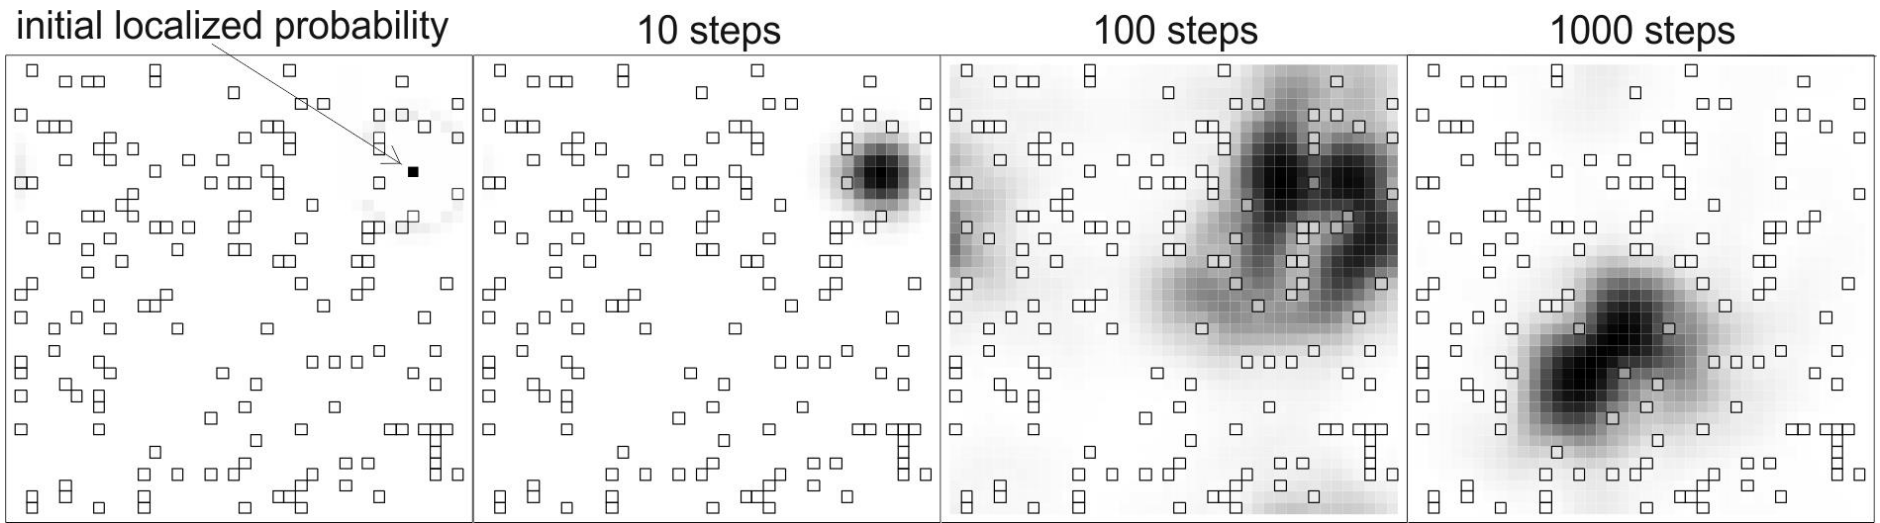 initial localized probability
10 steps
100 steps
1000 steps